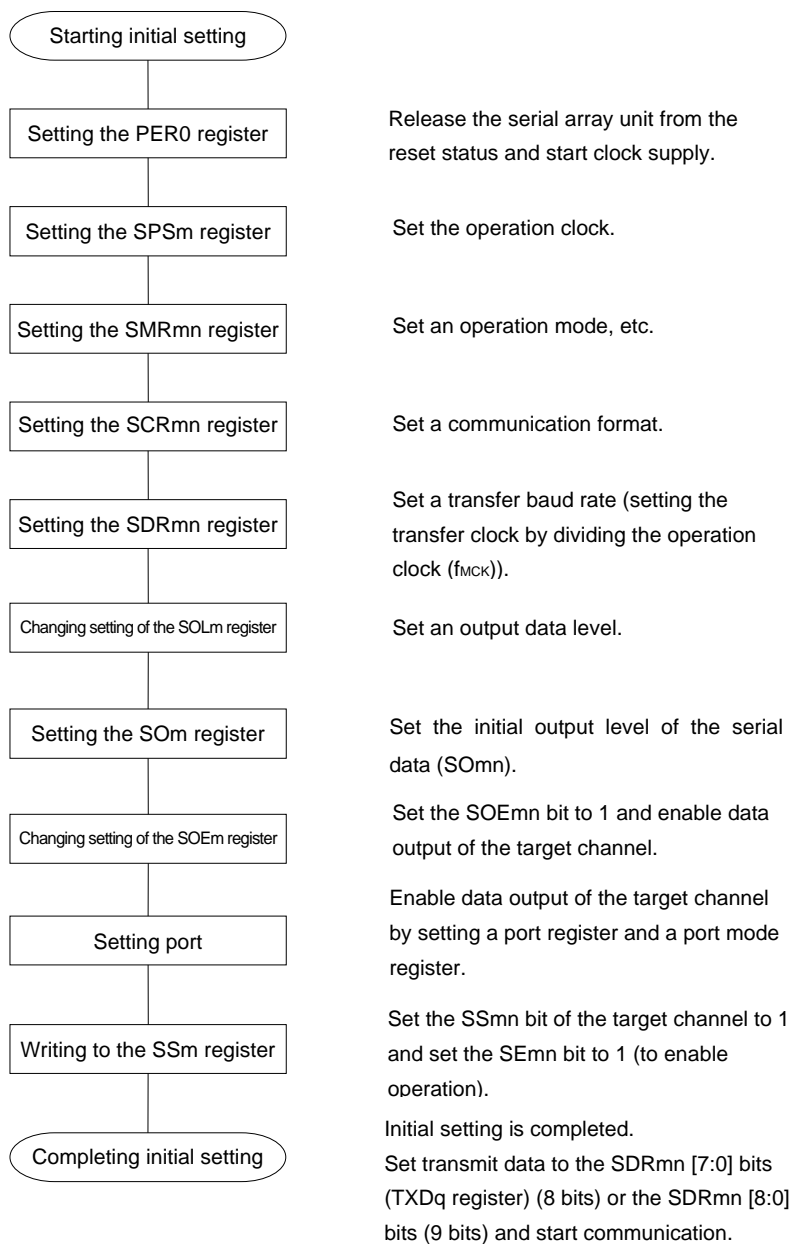 Starting initial setting
Setting the PER0 register
Release the serial array unit from the
reset status and start clock supply.
Setting the SPSm register
Set the operation clock.
Setting the SMRmn register
Set an operation mode, etc.
Setting the SCRmn register
Set a communication format.
Setting the SDRmn register
Set a transfer baud rate (setting the
transfer clock by dividing the operation
clock (fMCK)).
Changing setting of the SOLm register
Set an output data level.
Setting the SOm register
Set the initial output level of the serial
data (SOmn).
Changing setting of the SOEm register
Set the SOEmn bit to 1 and enable data
output of the target channel.
Setting port
Enable data output of the target channel
by setting a port register and a port mode
register.
Writing to the SSm register
Set the SSmn bit of the target channel to 1
and set the SEmn bit to 1 (to enable
operation).
Completing initial setting
Initial setting is completed.
Set transmit data to the SDRmn [7:0] bits
(TXDq register) (8 bits) or the SDRmn [8:0]
bits (9 bits) and start communication.